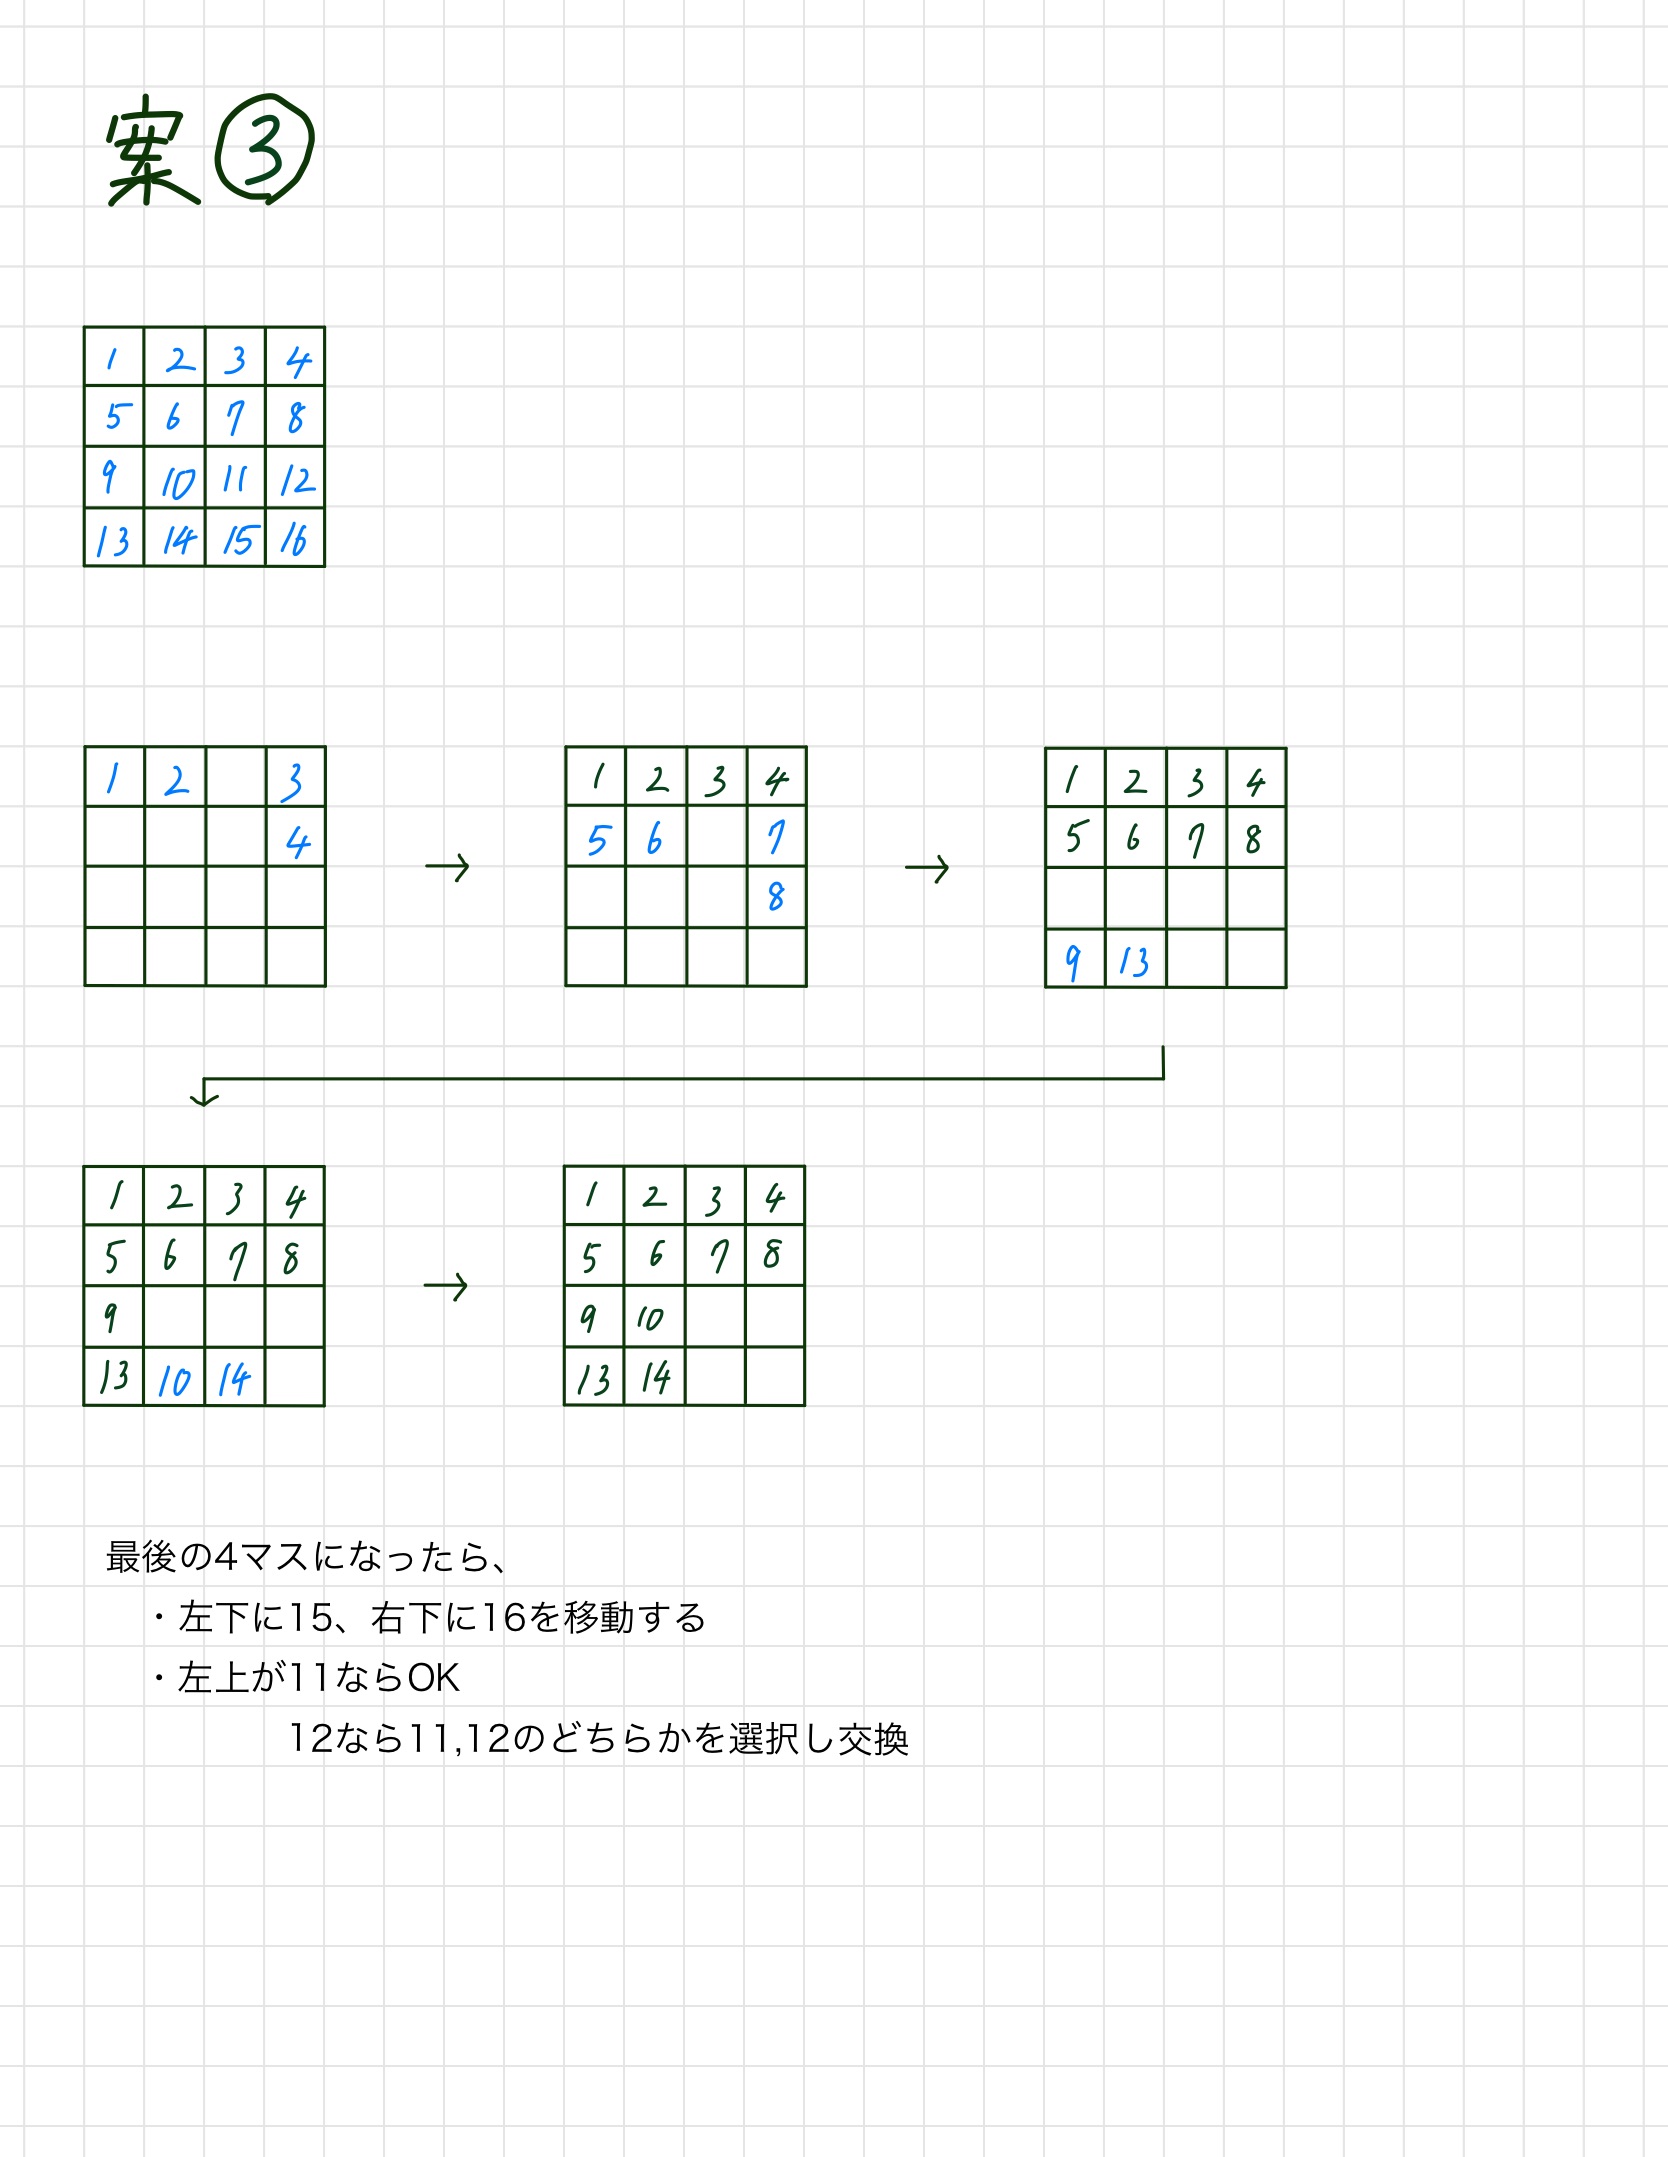 案③
1 2 3 4
5 6 7 8
9 10 11 12
13 14 15 16
1 2 3
4
→
1 2 3 4
5 6 7
8
→
1 2 3 4
5 6 7 8
9 13
1 2 3 4
5 6 7 8
9
13 10 14
→
1 2 3 4
5 6 7 8
9 10
13 14
最後の4マスになったら、
・左下に15、右下に16を移動する
・左上が11ならOK
12なら11,12のどちらかを選択し交換